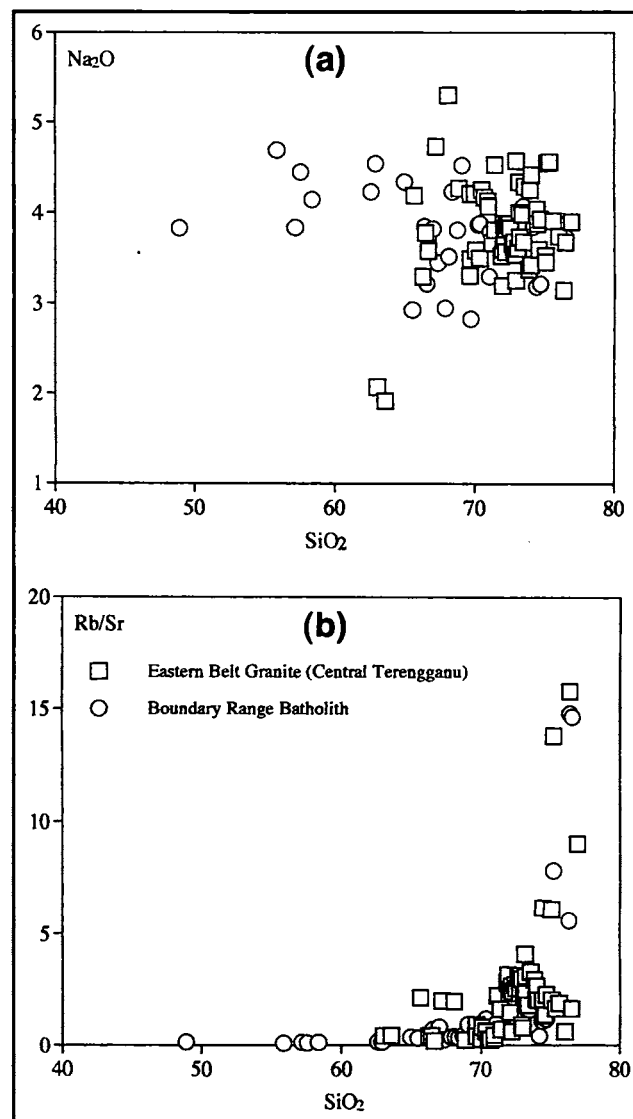 (a)
Na₂O
6
5
4
3
2
1
40 50 60 70 80
SiO₂
(b)
Rb/Sr
Eastern Belt Granite (Central Terengganu)
Boundary Range Batholith
20
15
10
5
0
40 50 60 70 80
SiO₂